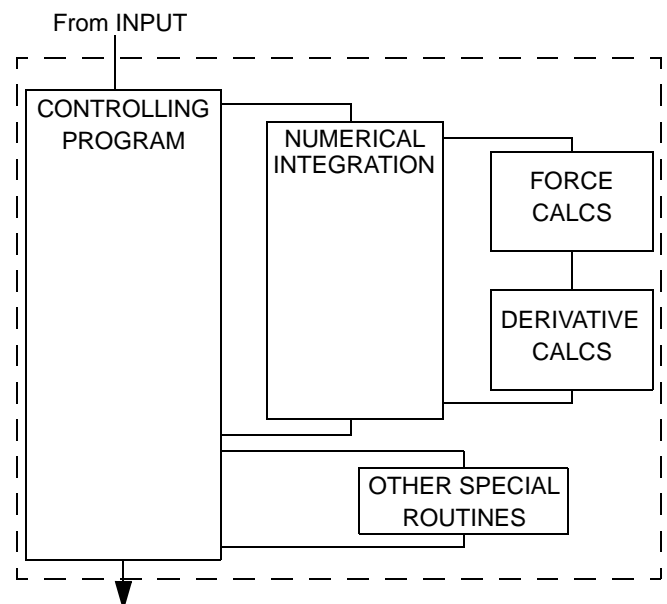 From INPUT
CONTROLLING
PROGRAM
NUMERICAL
INTEGRATION
FORCE
CALCS
DERIVATIVE
CALCS
OTHER SPECIAL
ROUTINES